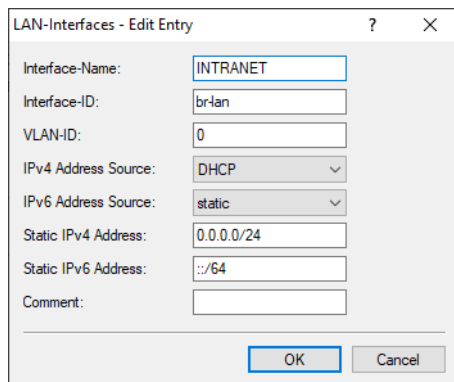 LAN-Interfaces - Edit Entry ?
Interface-Name: INTRANET
Interface-ID: br-lan
VLAN-ID: 0
IPv4 Address Source: DHCP
IPv6 Address Source: static
Static IPv4 Address: 0.0.0.0/24
Static IPv6 Address: ::/64
Comment:
OK Cancel